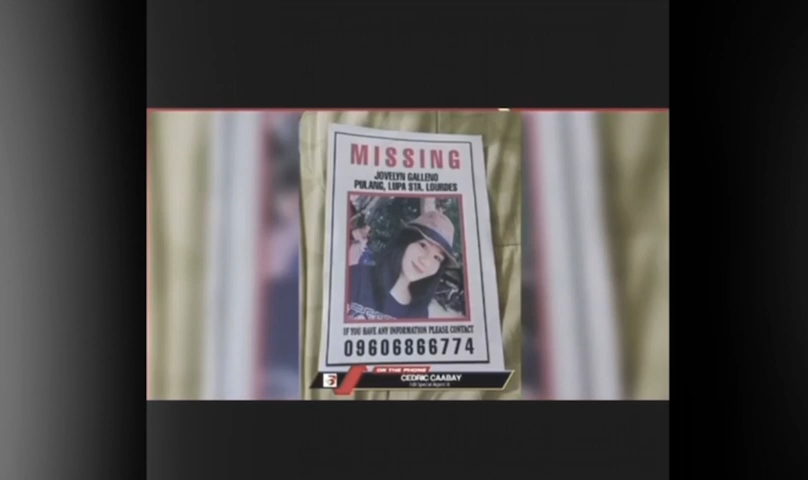 MISSING
JOVELYN GALLENO
PULANG, LUPA STA, LOURDES
IF YOU HAVE ANY INFORMATION PLEASE CONTACT
09606866774
ON THE PHONE
CEDRIC CAABAY